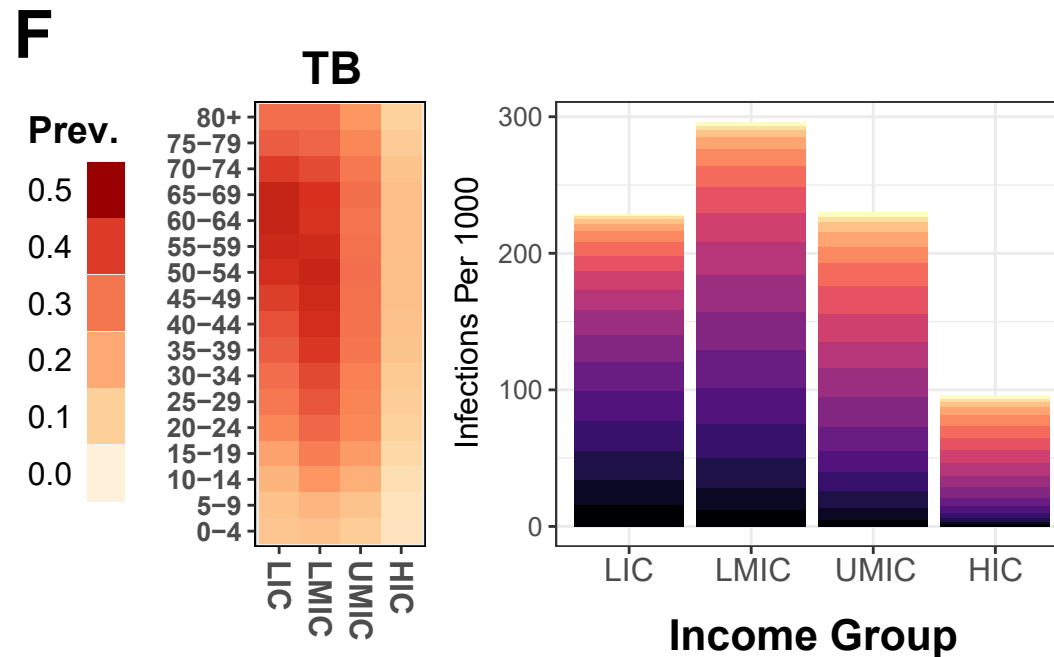 F
TB
Prev.
0.5
0.4
0.3
0.2
0.1
0.0
80+
75−79
70−74
65−69
60−64
55−59
50−54
45−49
40−44
35−39
30−34
25−29
20−24
15−19
10−14
5−9
0−4
LIC
LMIC
UMIC
HIC
Infections Per 1000
300
200
100
0
LIC
LMIC
UMIC
HIC
Income Group